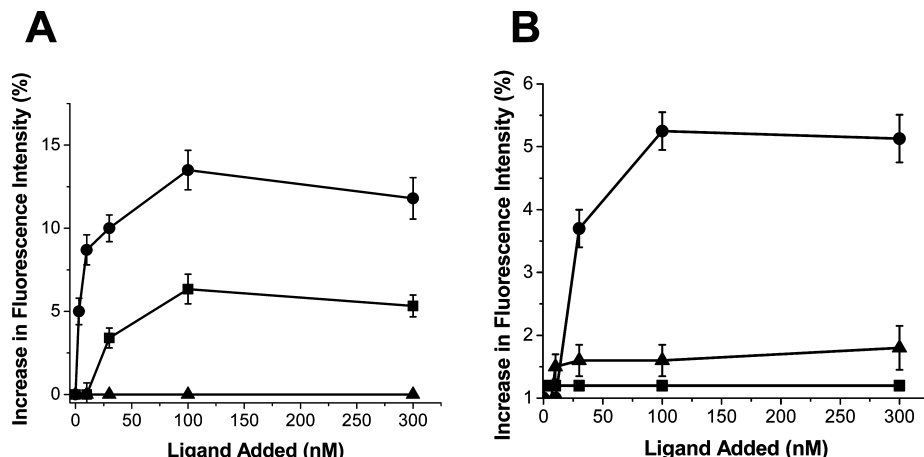 A
B
Increase in Fluorescence Intensity (%)
15
10
5
0
0 50 100 150 200 250 300
Ligand Added (nM)
Increase in Fluorescence Intensity (%)
6
5
4
3
2
1
0 50 100 150 200 250 300
Ligand Added (nM)